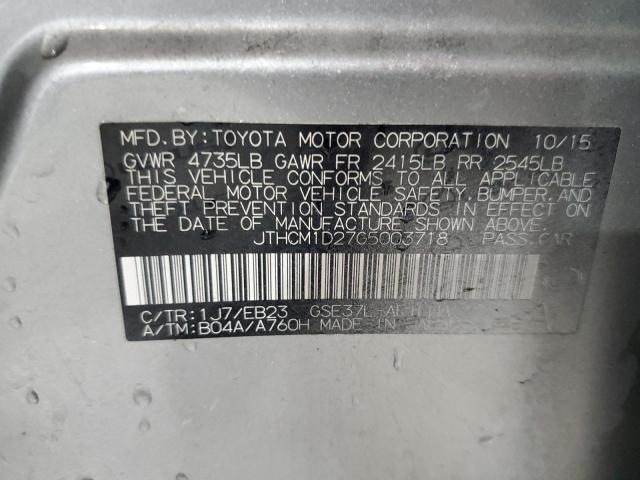 MFD. BY: TOYOTA MOTOR CORPORATION 10/15
GVWR 4735LB GAWR FR 2415LB RR 2545LB
THIS VEHICLE CONFORMS TO ALL APPLICABLE
FEDERAL MOTOR VEHICLE SAFETY, BUMPER, AND
THEFT PREVENTION STANDARDS IN EFFECT ON
THE DATE OF MANUFACTURE SHOWN ABOVE.
JTHCM1D27G5003718 PASS. CAR
C/TR: 1J7/EB23
A/TM: B04A/A760H MADE IN